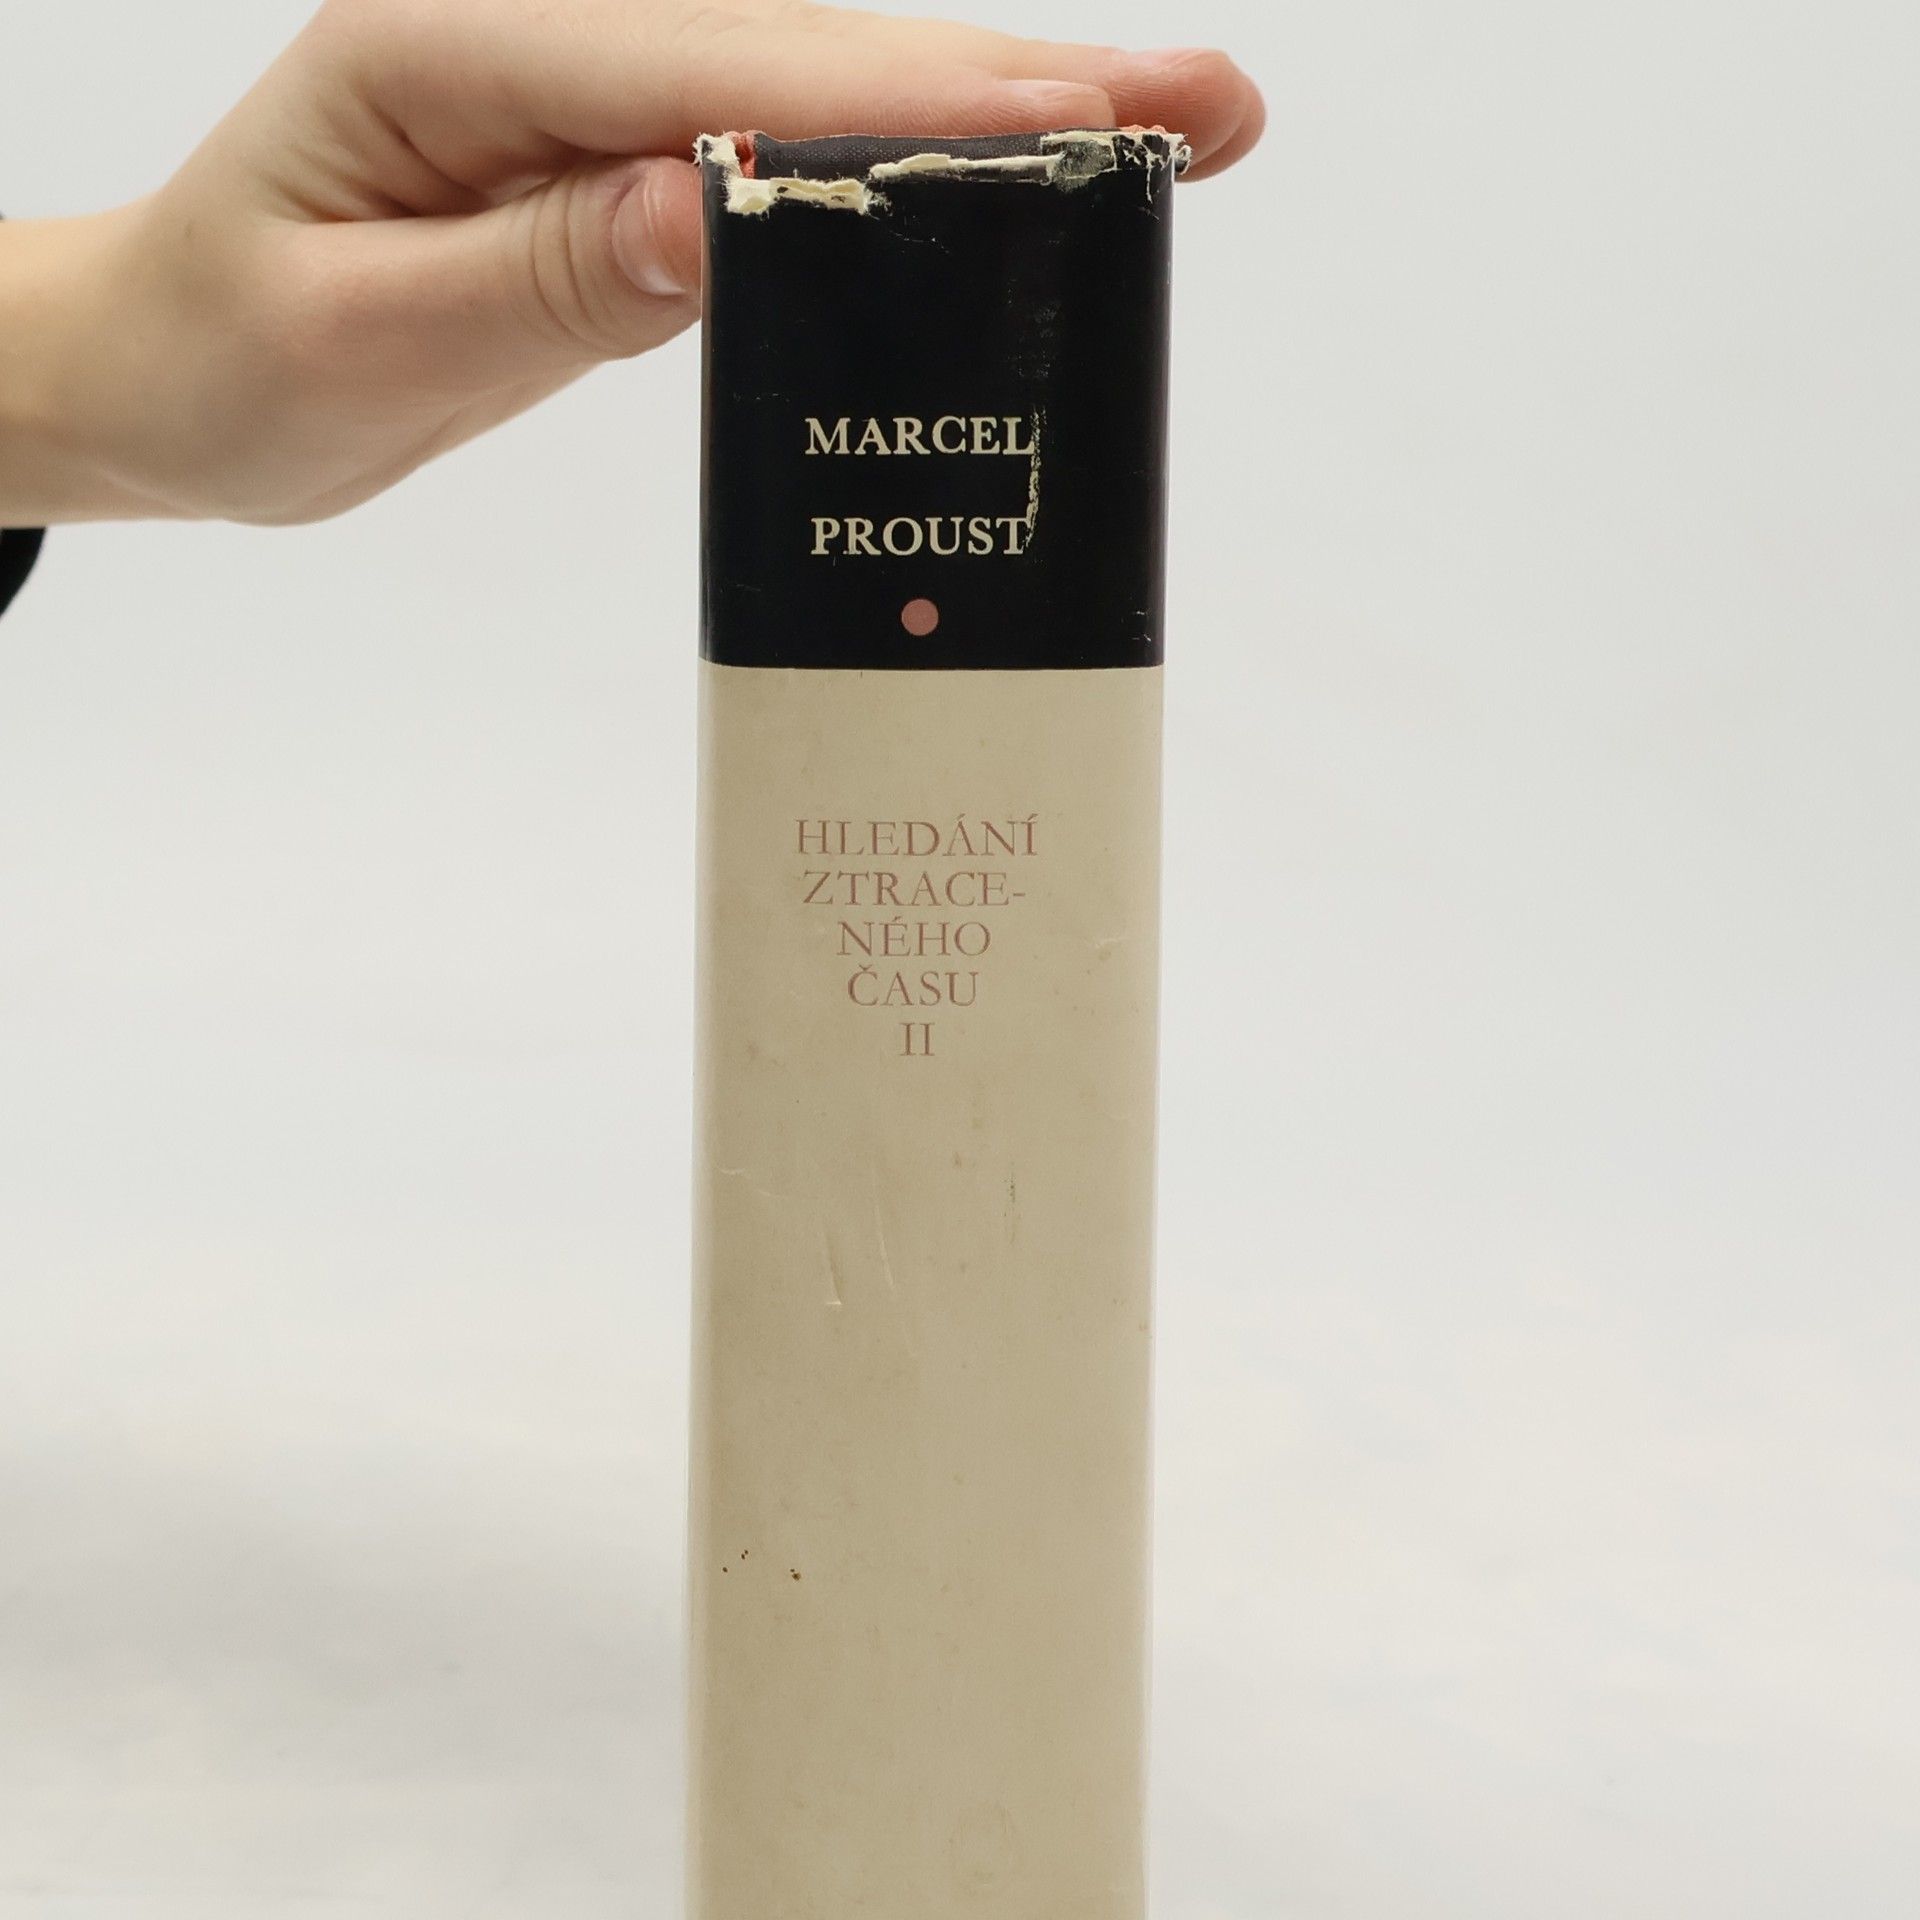 MARCEL
PROUST
HLEDÁNÍ
ZTRACE-
NÉHO
ČASU
II